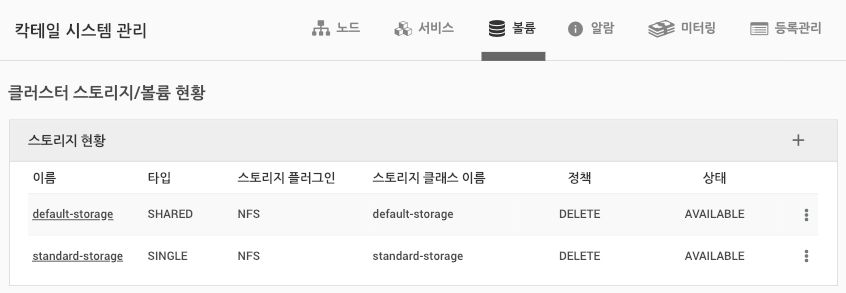 칵테일 시스템 관리
노드 서비스 볼륨 알람 미터링 등록관리
클러스터 스토리지/볼륨 현황
스토리지 현황
이름 타입 스토리지 플러그인 스토리지 클래스 이름 정책 상태
default-storage SHARED NFS default-storage DELETE AVAILABLE
standard-storage SINGLE NFS standard-storage DELETE AVAILABLE